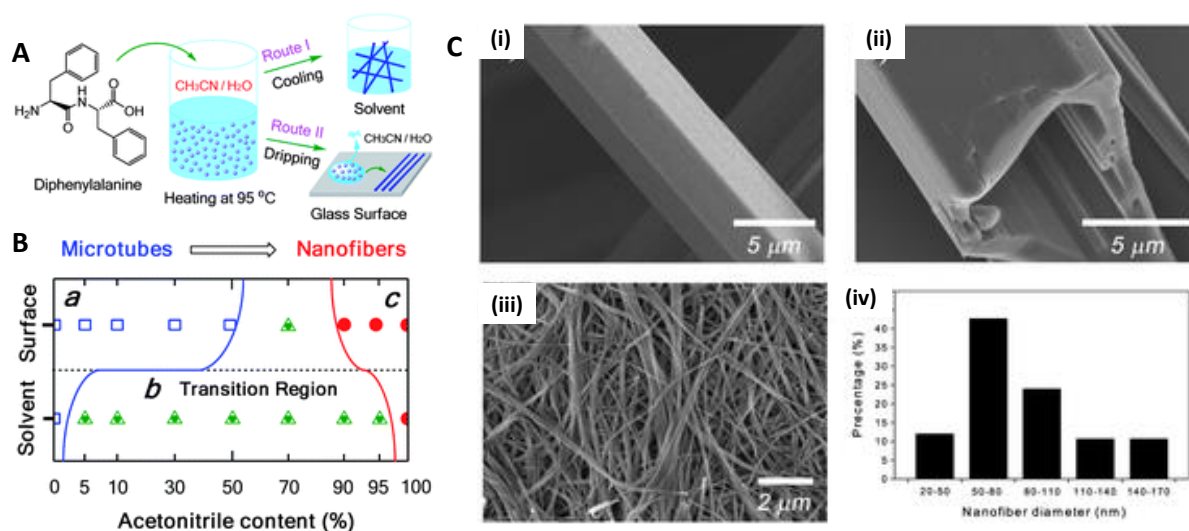 A
CH₃CN / H₂O
H₂N
O
H
N
O
OH
Diphenylalanine
Heating at 95 °C
Route I
Cooling
Solvent
Route II
Dripping
CH₃CN / H₂O
Glass Surface
B
Microtubes
Nanofibers
a
c
Surface
b Transition Region
Solvent
0 5 10 30 50 70 90 95 100
Acetonitrile content (%)
C
(i)
5 μm
(ii)
5 μm
(iii)
2 μm
(iv)
Precentage (%)
40
35
30
25
20
15
10
5
0
20-50 50-80 80-110 110-140 140-170
Nanofiber diameter (nm)